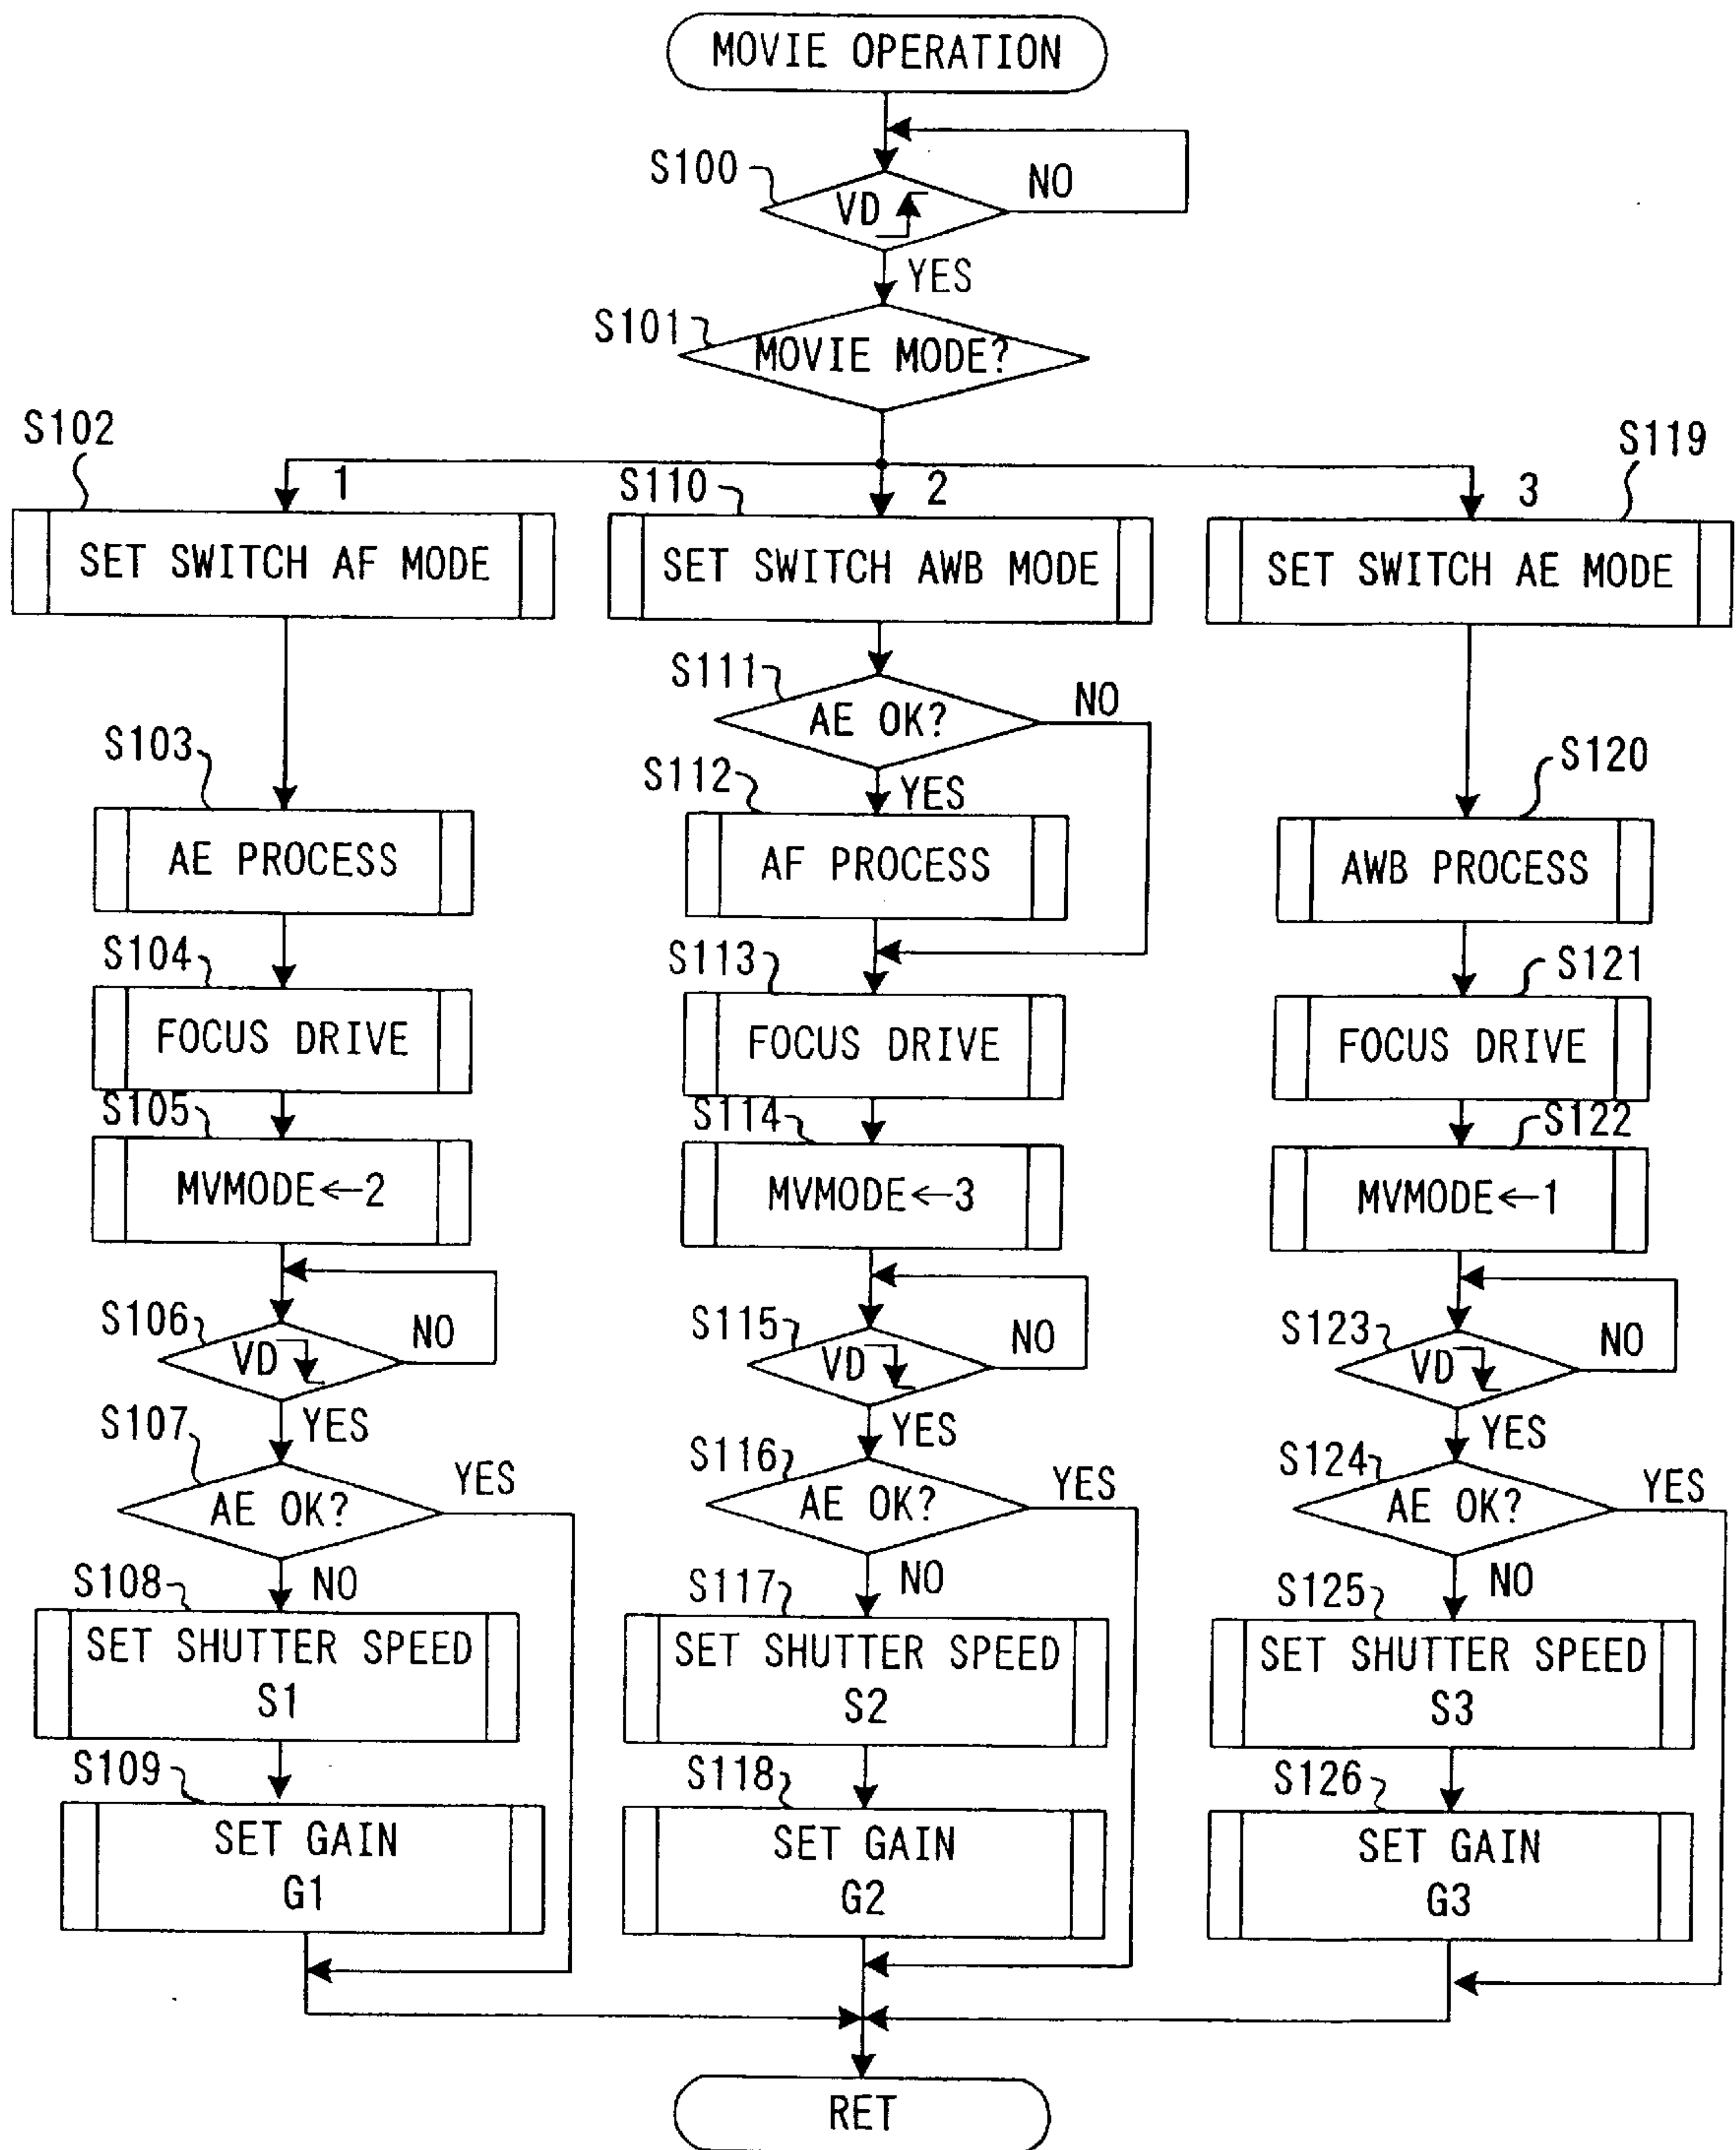 MOVIE OPERATION
S100
VD
NO
YES
S101
MOVIE MODE?
S102
1
SET SWITCH AF MODE
S103
AE PROCESS
S104
FOCUS DRIVE
S105
MVMODE←2
S106
VD
NO
YES
S107
AE OK?
YES
NO
S108
SET SHUTTER SPEED
S1
S109
SET GAIN
G1
S110
2
SET SWITCH AWB MODE
S111
AE OK?
NO
YES
S112
AF PROCESS
S113
FOCUS DRIVE
S114
MVMODE←3
S115
VD
NO
YES
S116
AE OK?
YES
NO
S117
SET SHUTTER SPEED
S2
S118
SET GAIN
G2
S119
3
SET SWITCH AE MODE
S120
AWB PROCESS
S121
FOCUS DRIVE
S122
MVMODE←1
S123
VD
NO
YES
S124
AE OK?
YES
NO
S125
SET SHUTTER SPEED
S3
S126
SET GAIN
G3
RET